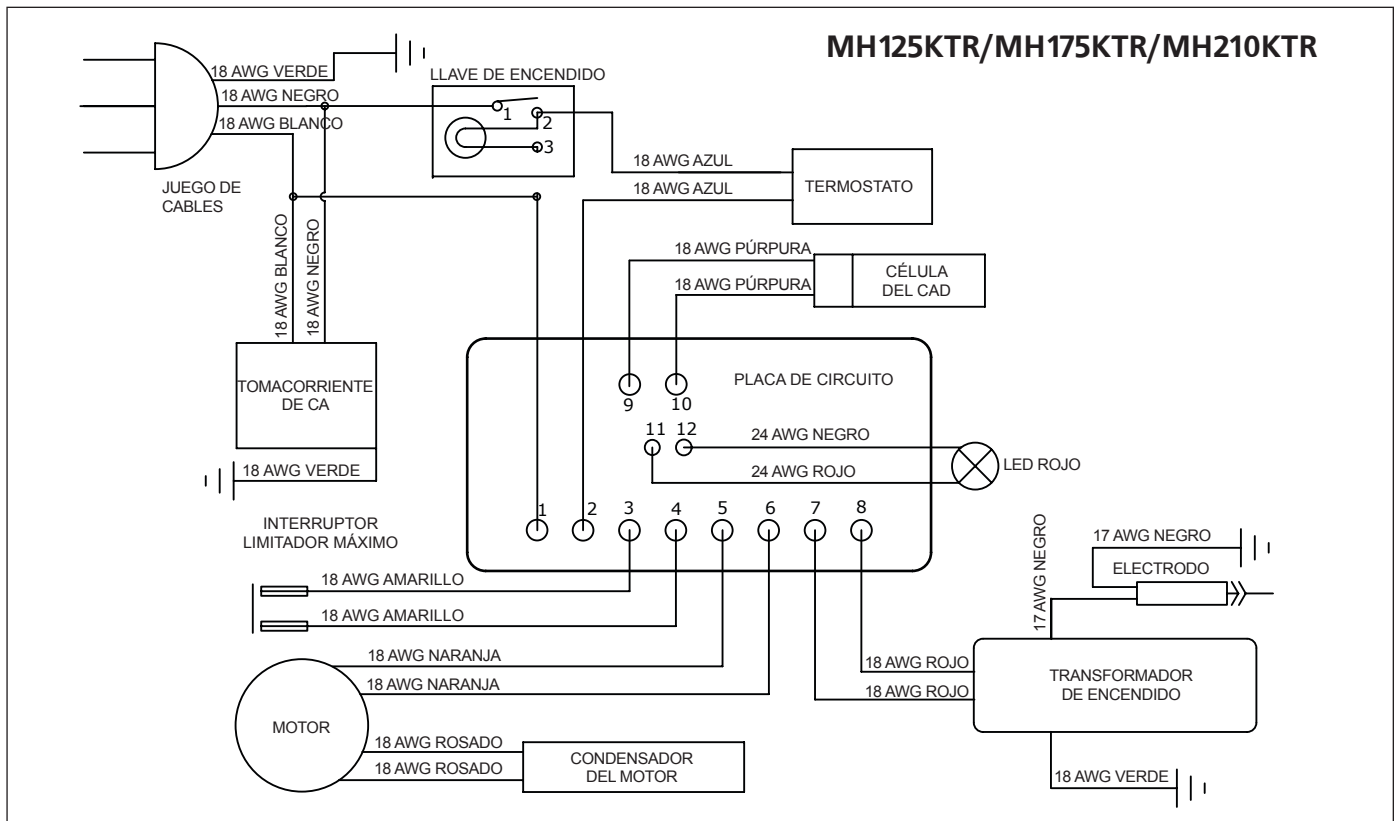 MH125KTR/MH175KTR/MH210KTR
18 AWG VERDE
18 AWG NEGRO
18 AWG BLANCO
JUEGO DE
CABLES
LLAVE DE ENCENDIDO
1
2
3
18 AWG AZUL
18 AWG AZUL
TERMOSTATO
18 AWG BLANCO
18 AWG NEGRO
18 AWG PÚRPURA
18 AWG PÚRPURA
CÉLULA
DEL CAD
TOMACORRIENTE
DE CA
18 AWG VERDE
PLACA DE CIRCUITO
9
10
11
12
24 AWG NEGRO
24 AWG ROJO
LED ROJO
1
2
3
4
5
6
7
8
INTERRUPTOR
LIMITADOR MÁXIMO
18 AWG AMARILLO
18 AWG AMARILLO
17 AWG NEGRO
17 AWG NEGRO
ELECTRODO
18 AWG NARANJA
18 AWG NARANJA
MOTOR
18 AWG ROSADO
18 AWG ROSADO
CONDENSADOR
DEL MOTOR
18 AWG ROJO
18 AWG ROJO
TRANSFORMADOR
DE ENCENDIDO
18 AWG VERDE